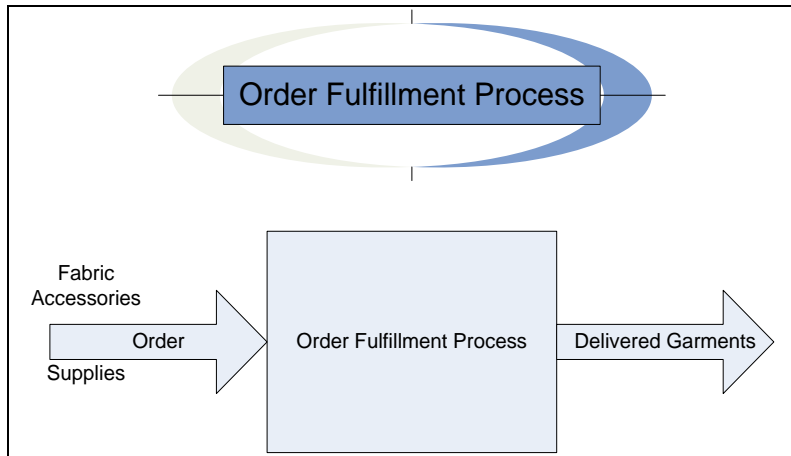 Order Fulfillment Process
Fabric
Accessories
Order
Supplies
Order Fulfillment Process
Delivered Garments